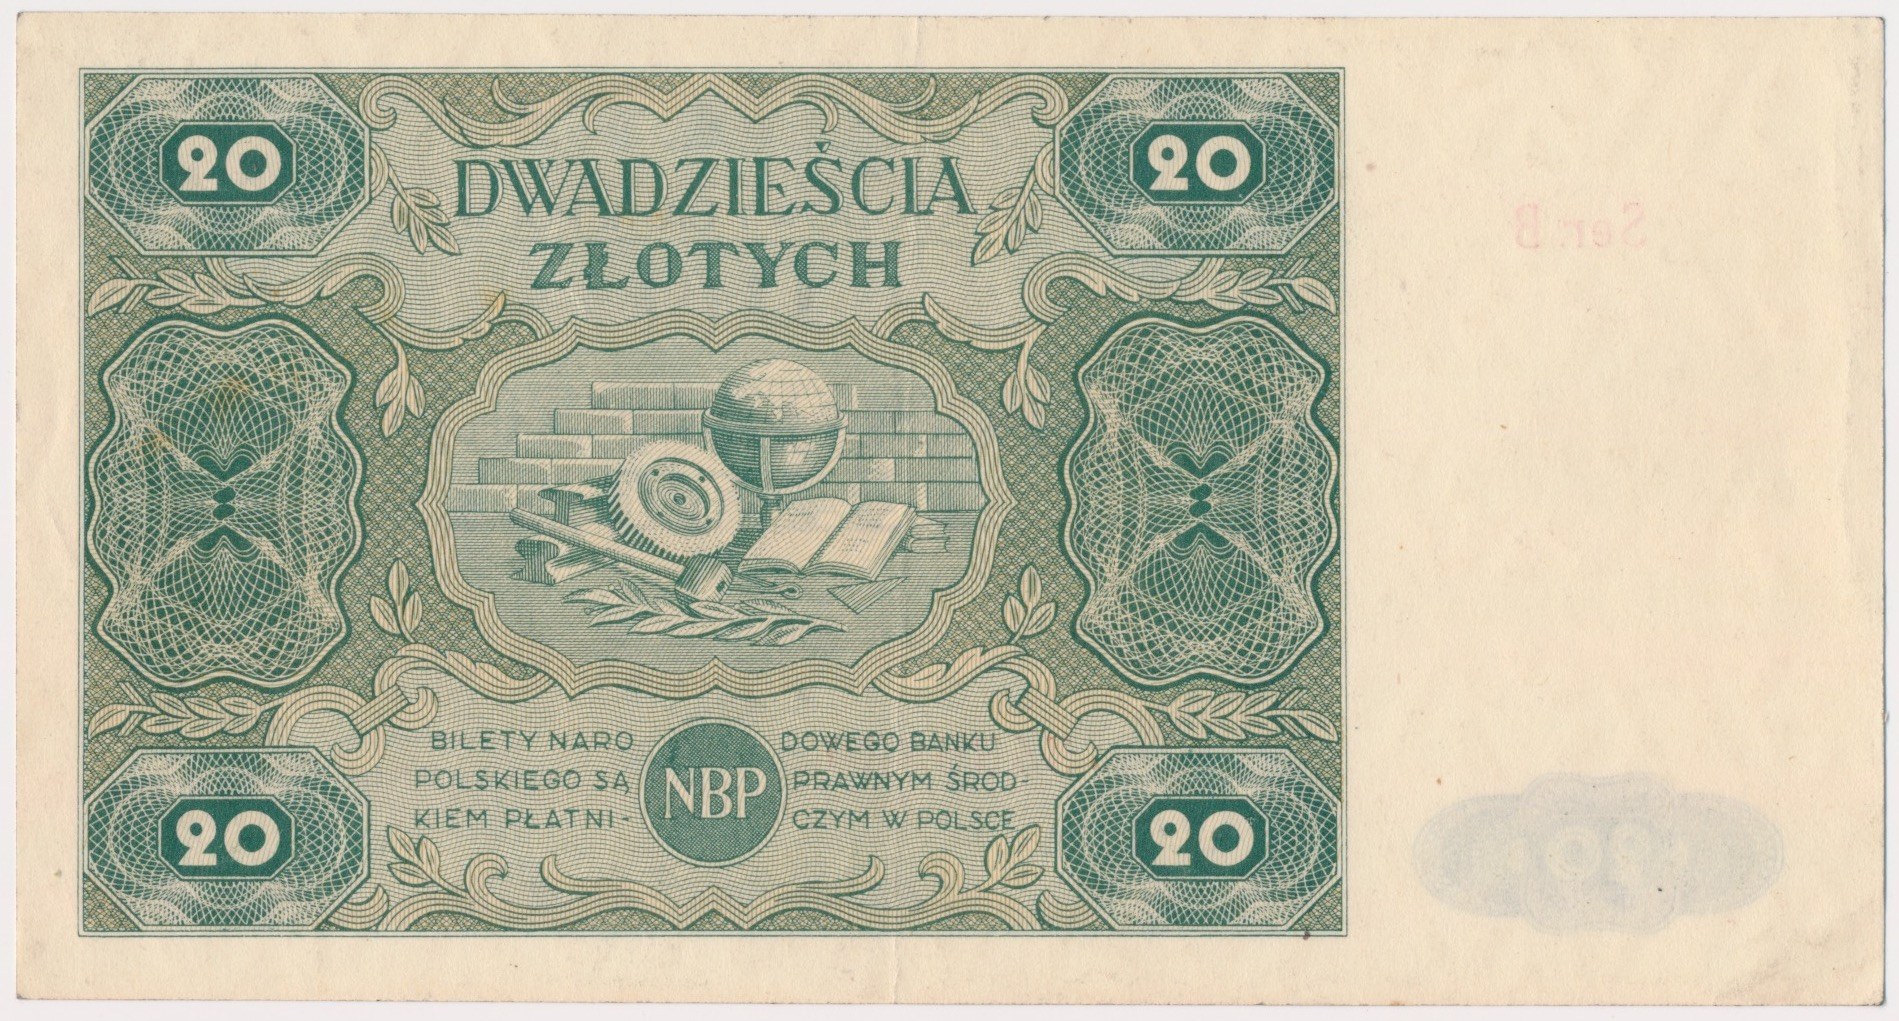 20 20
DWADZIEŚCIA
ZŁOTYCH
Ser. B
BILETY NARO DOWEGO BANKU
POLSKIEGO SĄ NBP PRAWNYM ŚROD-
KIEM PŁATNI- CZYM W POLSCE
20 20